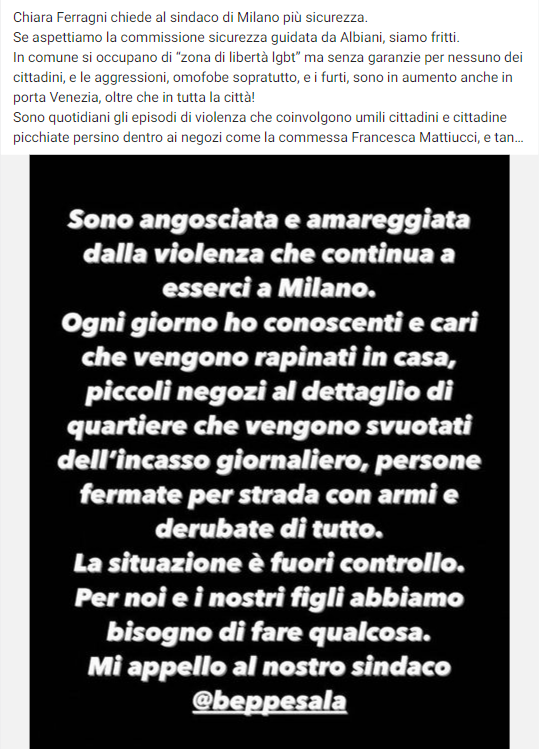 Chiara Ferragni chiede al sindaco di Milano più sicurezza.
Se aspettiamo la commissione sicurezza guidata da Albiani, siamo fritti.
In comune si occupano di “zona di libertà lgbt” ma senza garanzie per nessuno dei
cittadini, e le aggressioni, omofobe sopratutto, e i furti, sono in aumento anche in
porta Venezia, oltre che in tutta la città!
Sono quotidiani gli episodi di violenza che coinvolgono umili cittadini e cittadine
picchiate persino dentro ai negozi come la commessa Francesca Mattiucci, e tan…
Sono angosciata e amareggiata
dalla violenza che continua a
esserci a Milano.
Ogni giorno ho conoscenti e cari
che vengono rapinati in casa,
piccoli negozi al dettaglio di
quartiere che vengono svuotati
dell’incasso giornaliero, persone
fermate per strada con armi e
derubate di tutto.
La situazione è fuori controllo.
Per noi e i nostri figli abbiamo
bisogno di fare qualcosa.
Mi appello al nostro sindaco
@beppesala